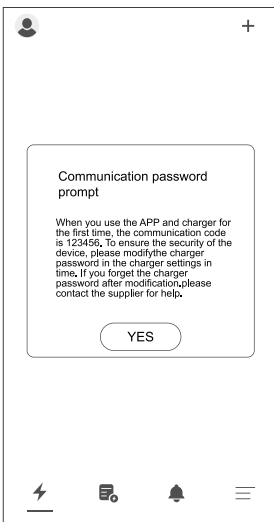 Communication password
prompt
When you use the APP and charger for
the first time, the communication code
is 123456. To ensure the security of the
device, please modifythe charger
password in the charger settings in
time. If you forget the charger
password after modification,please
contact the supplier for help.
YES